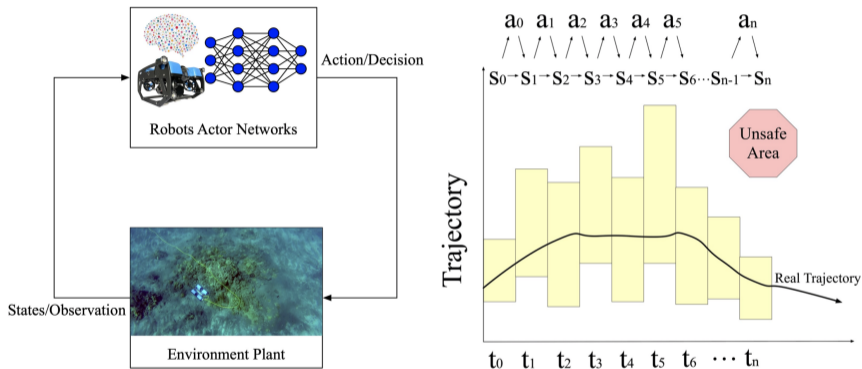 Action/Decision
Robots Actor Networks
States/Observation
Environment Plant
a0 a1 a2 a3 a4 a5 an
s0→s1→s2→s3→s4→s5→s6···sn-1→sn
Unsafe
Area
Trajectory
Real Trajectory
t0 t1 t2 t3 t4 t5 t6 ··· tn